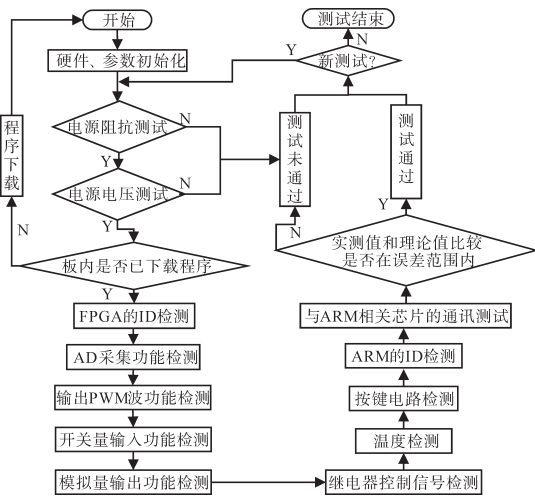 开始
硬件、参数初始化
电源阻抗测试
N
Y
电源电压测试
N
Y
板内是否已下载程序
N
程序下载
Y
FPGA的ID检测
AD采集功能检测
输出PWM波功能检测
开关量输入功能检测
模拟量输出功能检测
继电器控制信号检测
温度检测
按键电路检测
ARM的ID检测
与ARM相关芯片的通讯测试
实测值和理论值比较
是否在误差范围内
N
Y
测试未通过
测试通过
新测试?
Y
N
测试结束